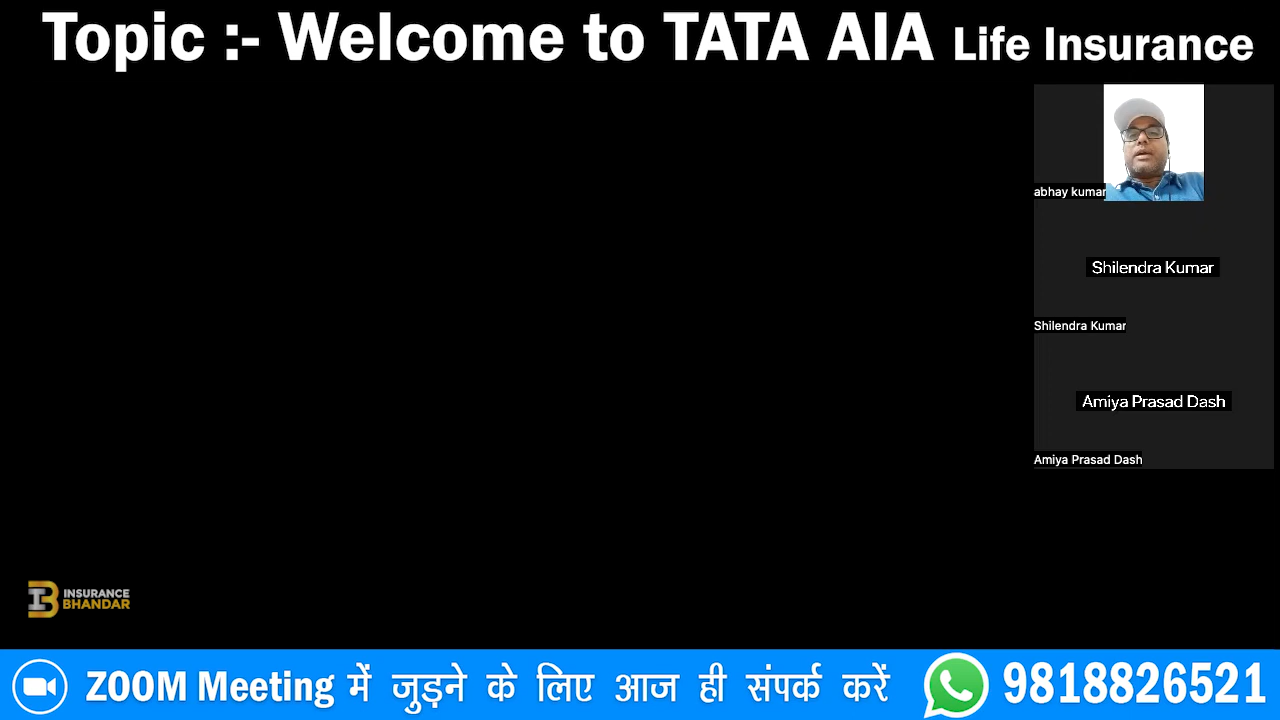 Topic :- Welcome to TATA AIA Life Insurance
abhay kumar
Shilendra Kumar
Shilendra Kumar
Amiya Prasad Dash
Amiya Prasad Dash
INSURANCE
BHANDAR
ZOOM Meeting में जुड़ने के लिए आज ही संपर्क करें 9818826521